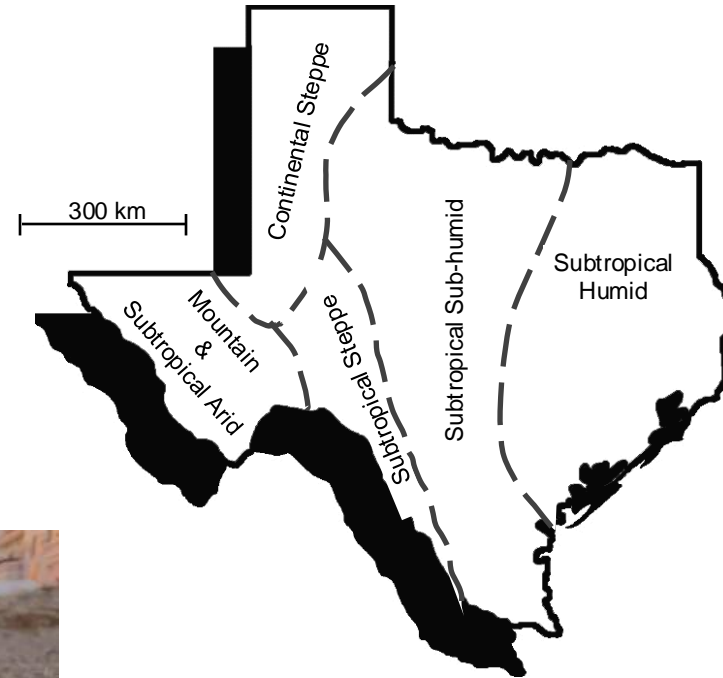 Continental Steppe
300 km
Subtropical Sub-humid
Subtropical
Humid
Mountain
&
Subtropical Arid
Subtropical Steppe